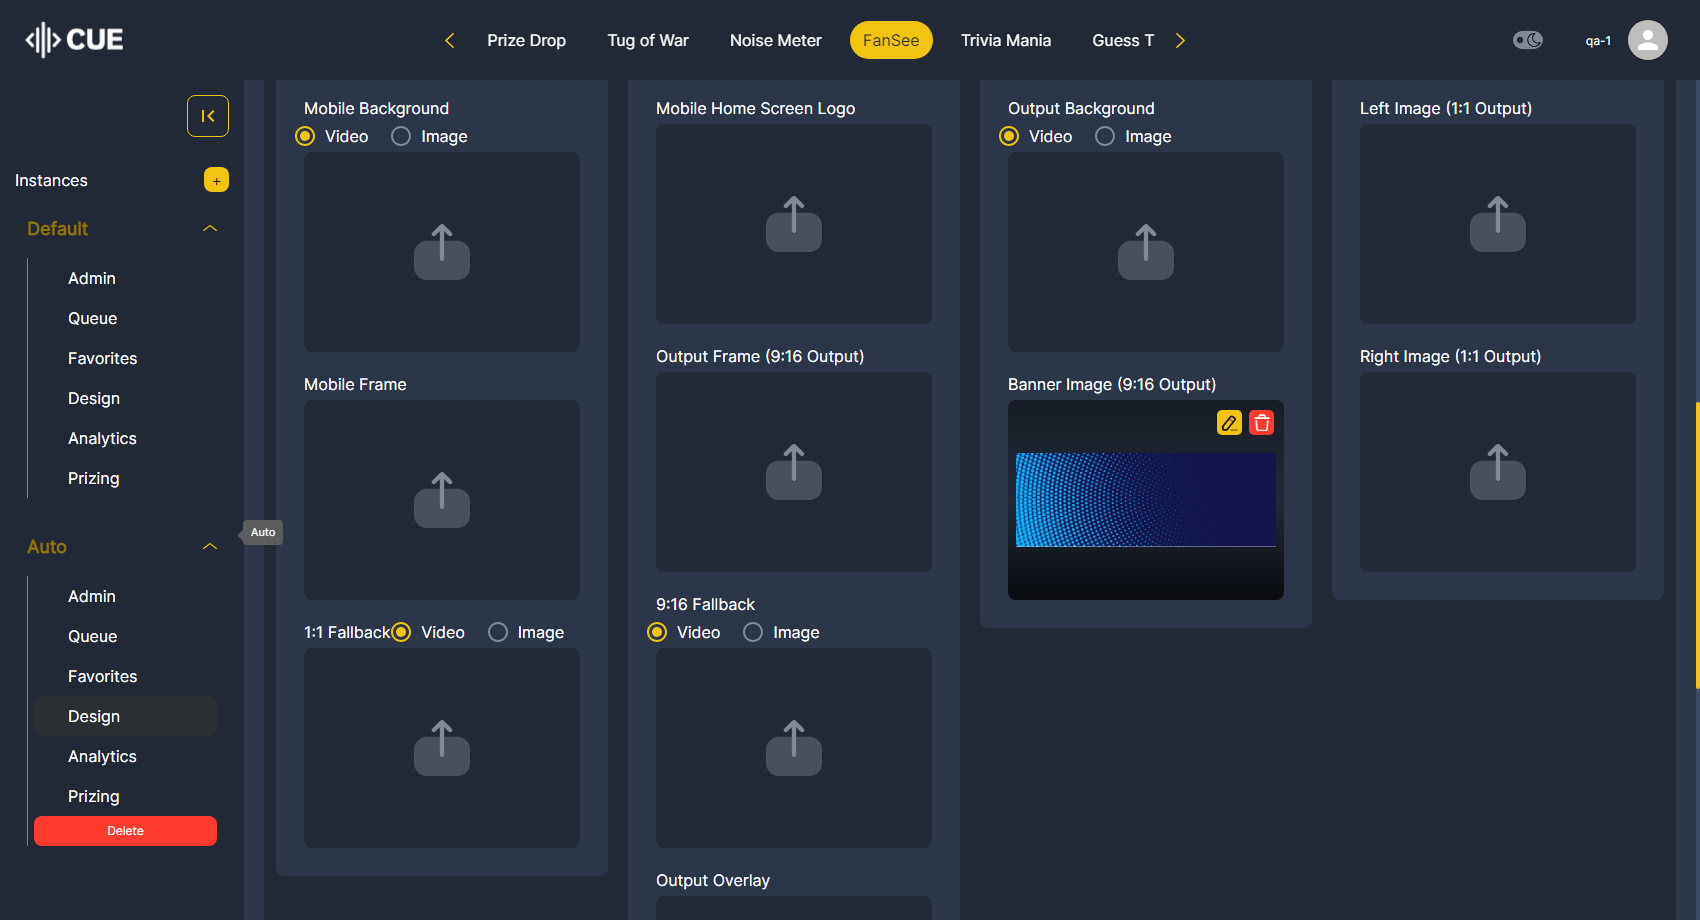 CUE
Prize Drop
Tug of War
Noise Meter
FanSee
Trivia Mania
Guess T
qa-1
Instances
+
Default
Admin
Queue
Favorites
Design
Analytics
Prizing
Auto
Auto
Admin
Queue
Favorites
Design
Analytics
Prizing
Delete
Mobile Background
Video
Image
Mobile Frame
1:1 Fallback
Video
Image
Mobile Home Screen Logo
Output Frame (9:16 Output)
9:16 Fallback
Video
Image
Output Overlay
Output Background
Video
Image
Banner Image (9:16 Output)
Left Image (1:1 Output)
Right Image (1:1 Output)